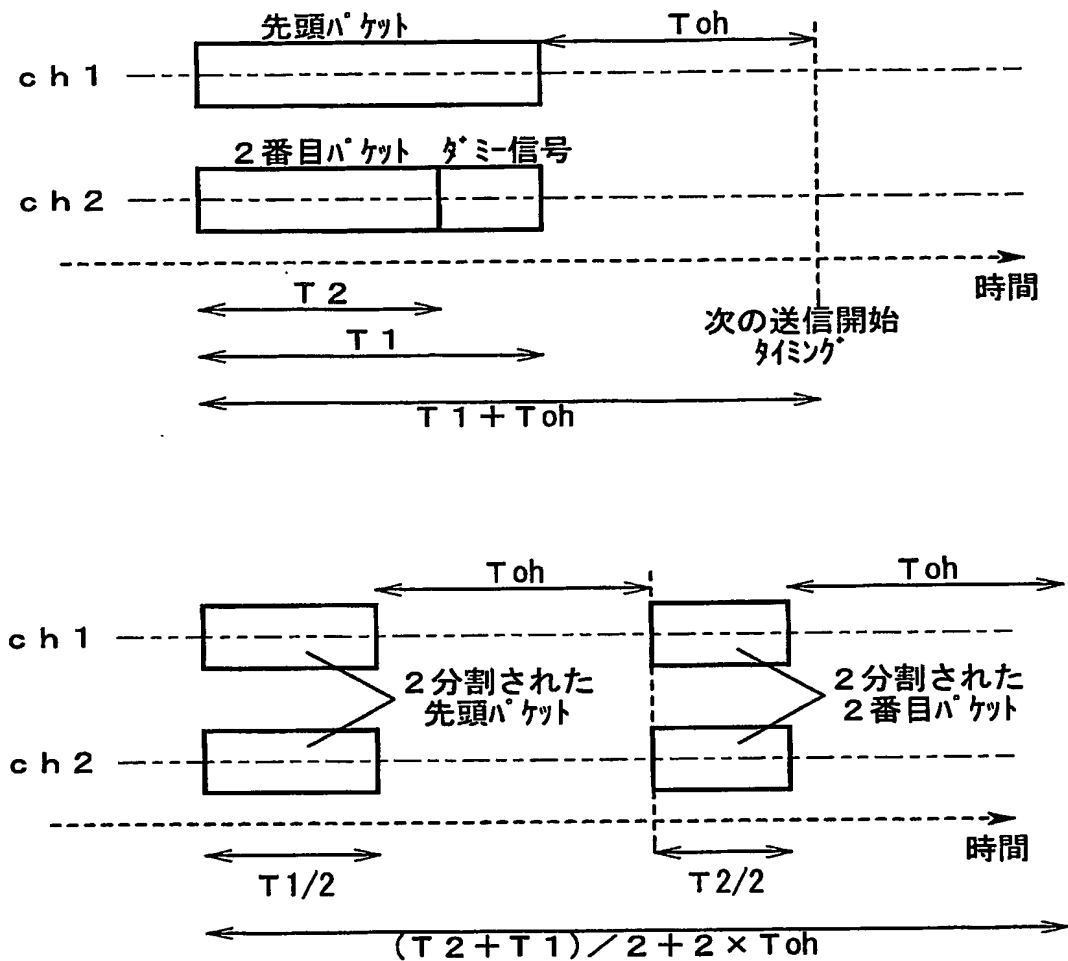 先頭ﾊﾟｹｯﾄ
Toh
ch1
2番目ﾊﾟｹｯﾄ ﾀﾞﾐｰ信号
ch2
時間
T2
次の送信開始
ﾀｲﾐﾝｸﾞ
T1
T1+Toh
Toh
Toh
ch1
2分割された
先頭ﾊﾟｹｯﾄ
2分割された
2番目ﾊﾟｹｯﾄ
ch2
時間
T1/2
T2/2
(T2+T1)/2+2×Toh